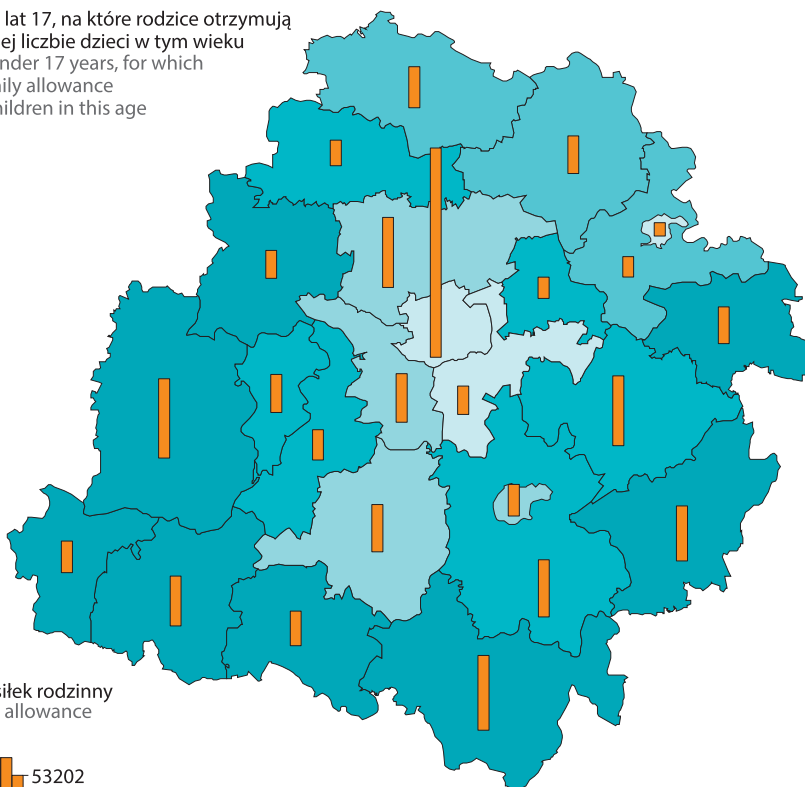 lat 17, na które rodzice otrzymują
ej liczbie dzieci w tym wieku
nder 17 years, for which
ily allowance
hildren in this age
siłek rodzinny
allowance
53202